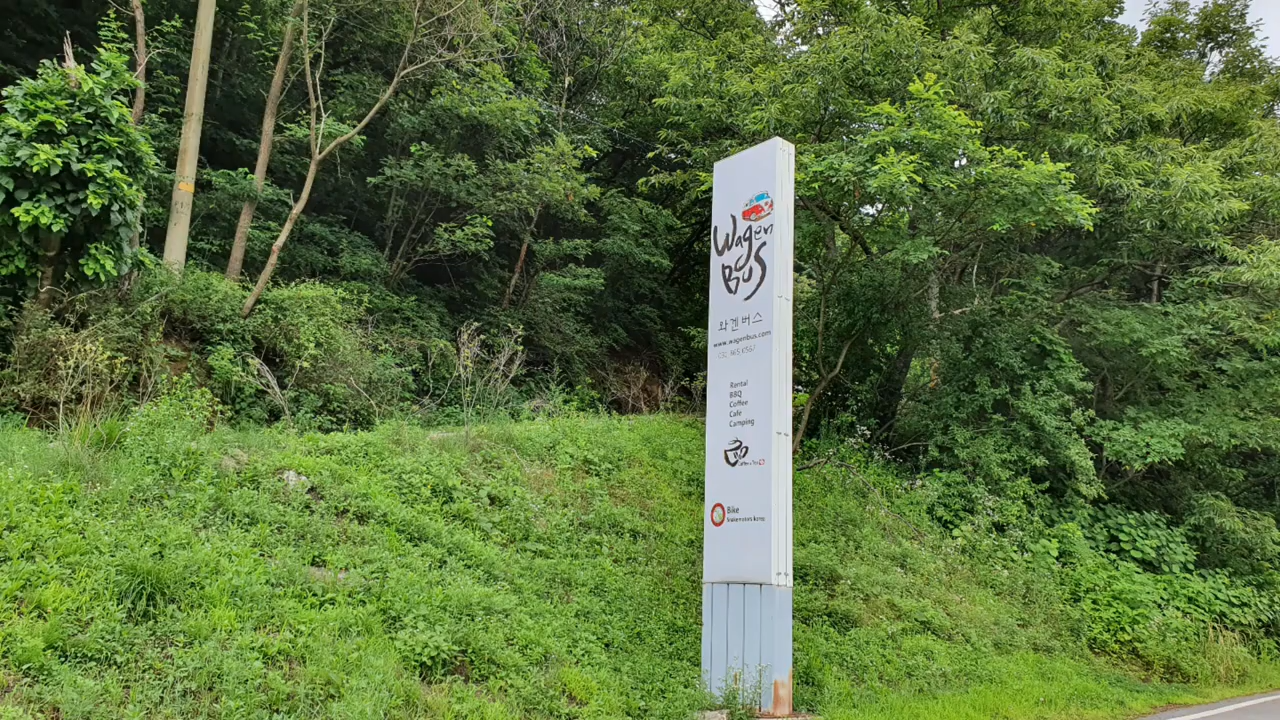 Wagen
Bus
와겐버스
www.wagenbus.com
Rental
BBQ
Coffee
Cafe
Camping
Bike